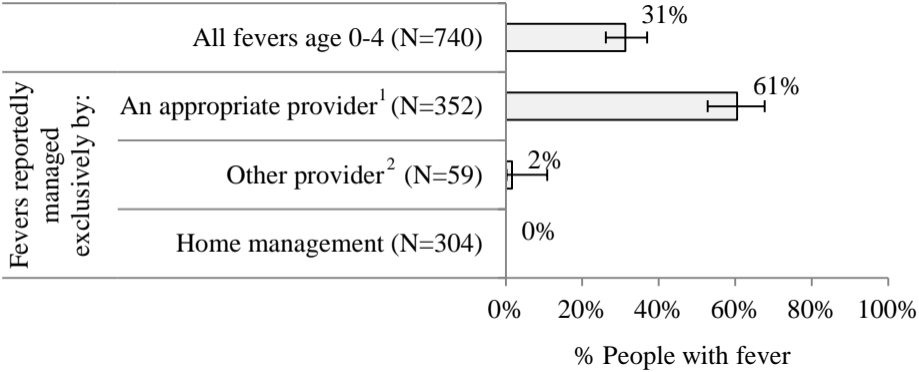 All fevers age 0-4 (N=740)
31%
Fevers reportedly
managed
exclusively by:
An appropriate provider¹ (N=352)
61%
Other provider² (N=59)
2%
Home management (N=304)
0%
0% 20% 40% 60% 80% 100%
% People with fever